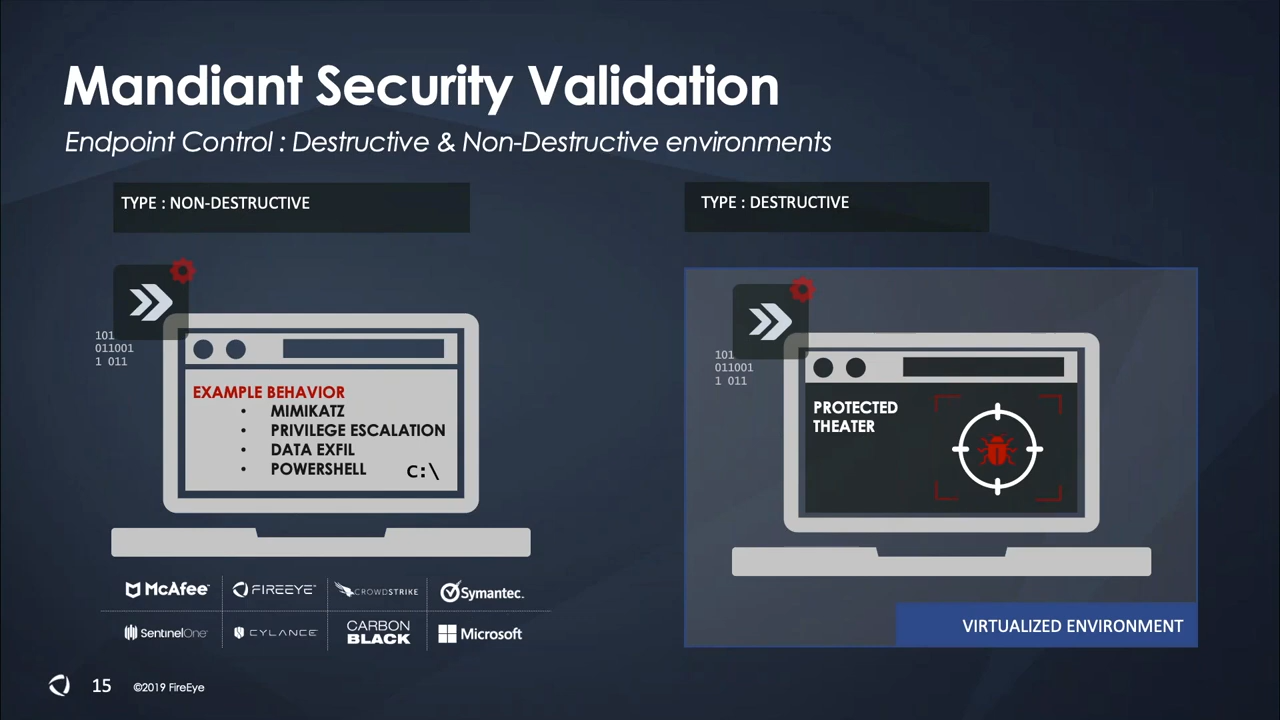 Mandiant Security Validation
Endpoint Control : Destructive & Non-Destructive environments
TYPE : NON-DESTRUCTIVE
101
011001
1 011
EXAMPLE BEHAVIOR
• MIMIKATZ
• PRIVILEGE ESCALATION
• DATA EXFIL
• POWERSHELL
C:\
McAfee™
FIREEYE™
CROWDSTRIKE
Symantec.
SentinelOne
CYLANCE
CARBON
BLACK
Microsoft
TYPE : DESTRUCTIVE
101
011001
1 011
PROTECTED
THEATER
VIRTUALIZED ENVIRONMENT
15
©2019 FireEye